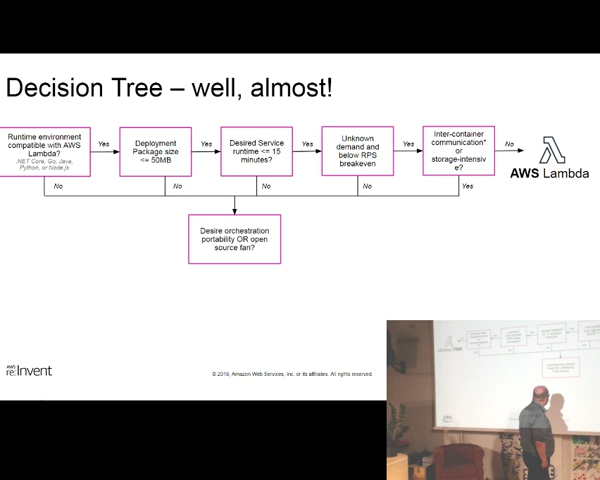 Decision Tree – well, almost!
Runtime environment
compatible with AWS
Lambda?
.NET Core, Go, Java,
Python, or Node.js
Yes
Deployment
Package size
<= 50MB
Yes
Desired Service
runtime <= 15
minutes?
Yes
Unknown
demand and
below RPS
breakeven
Yes
Inter-container
communication*
or
storage-intensiv
e?
No
AWS Lambda
No
No
No
No
Yes
Desire orchestration
portability OR open
source fan?
AWS
re:Invent
© 2018, Amazon Web Services, Inc. or its affiliates. All rights reserved.